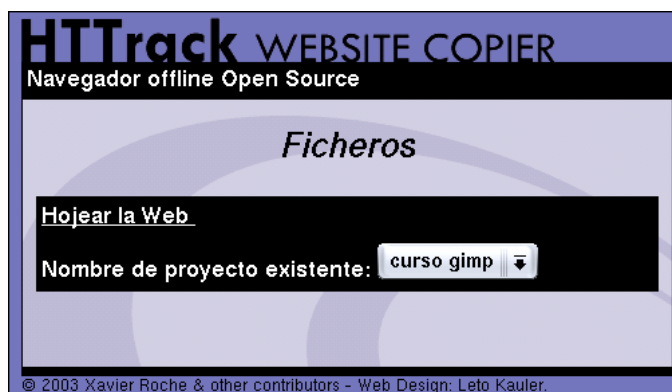 HTTrack WEBSITE COPIER
Navegador offline Open Source
Ficheros
Hojear la Web
Nombre de proyecto existente: curso gimp
© 2003 Xavier Roche & other contributors - Web Design: Leto Kauler.